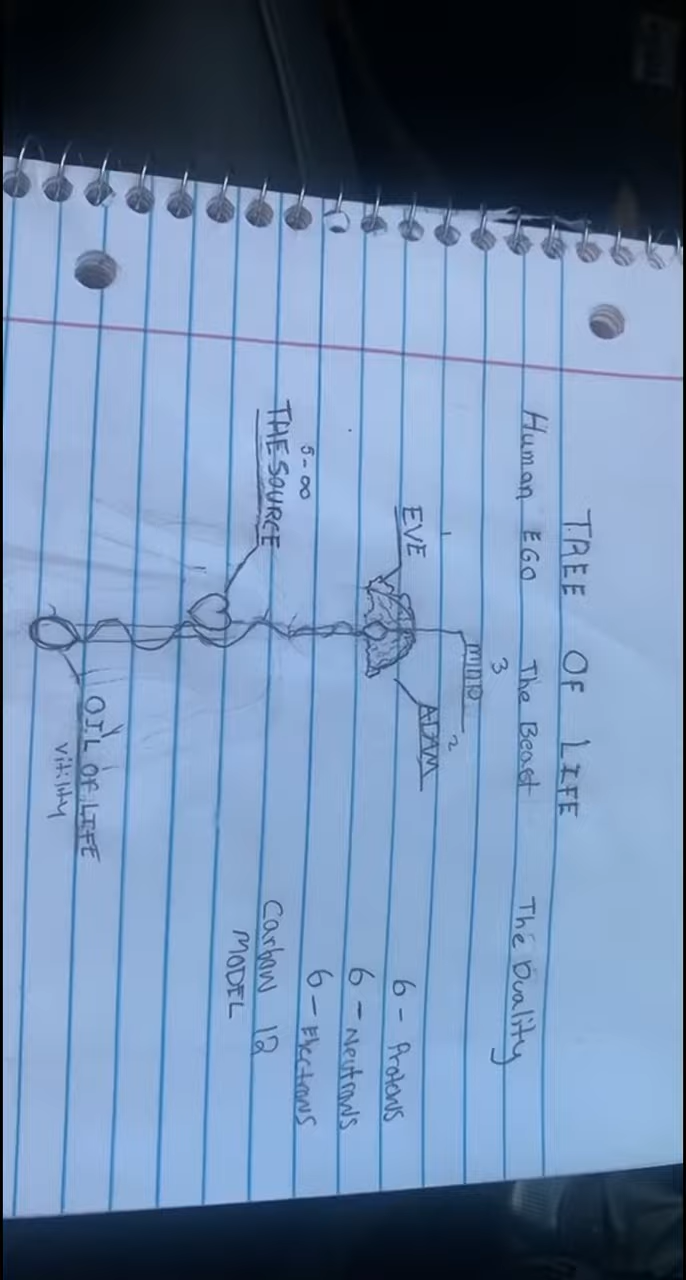 TREE OF LIFE
Human EGO The Beast The Duality
3
MIND
1
2
EVE
ADAM
6 - Protons
6 - Neutrons
6 - Electrons
5-∞
THE SOURCE
Carbon 12
MODEL
OIL OF LIFE
Vitility